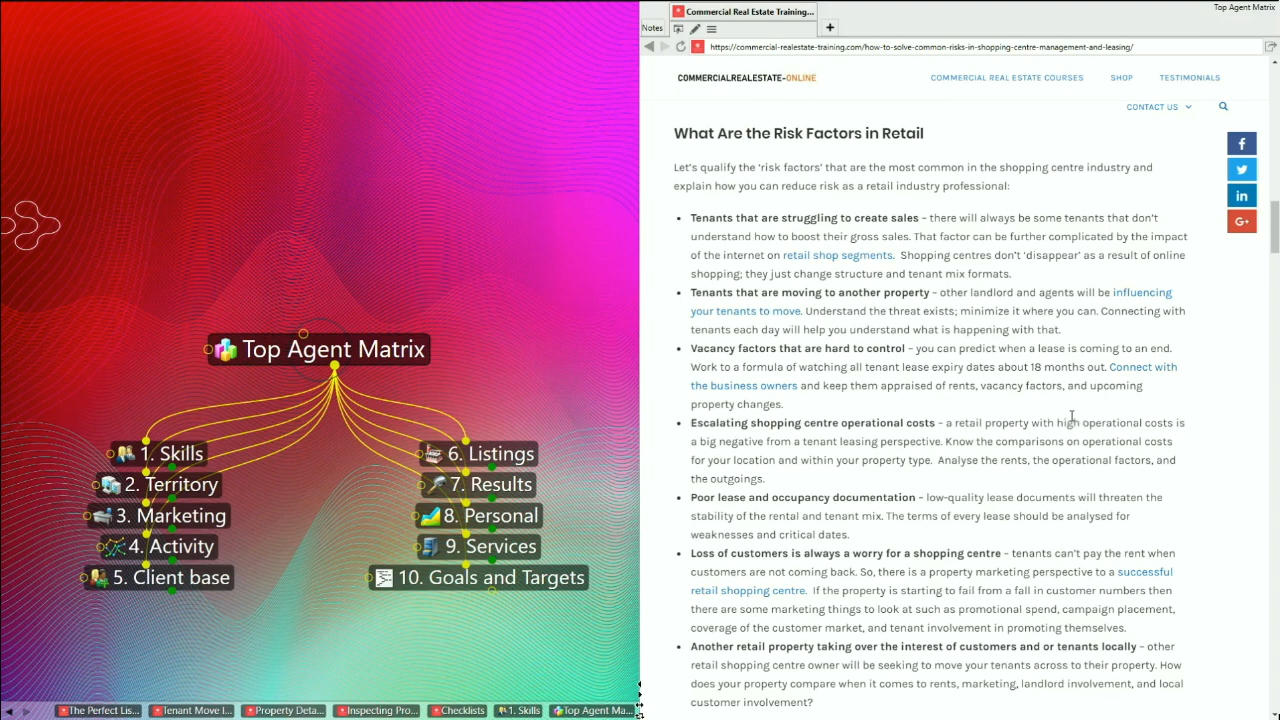 Top Agent Matrix
1. Skills
2. Territory
3. Marketing
4. Activity
5. Client base
6. Listings
7. Results
8. Personal
9. Services
10. Goals and Targets
The Perfect Lis...
Tenant Move I...
Property Deta...
Inspecting Pro...
Checklists
1. Skills
Top Agent Ma...
Commercial Real Estate Training...
Top Agent Matrix
Notes
https://commercial-realestate-training.com/how-to-solve-common-risks-in-shopping-centre-management-and-leasing/
COMMERCIALREALESTATE-ONLINE
COMMERCIAL REAL ESTATE COURSES
SHOP
TESTIMONIALS
CONTACT US
What Are the Risk Factors in Retail
Let's qualify the 'risk factors' that are the most common in the shopping centre industry and
explain how you can reduce risk as a retail industry professional:
• Tenants that are struggling to create sales – there will always be some tenants that don't
understand how to boost their gross sales. That factor can be further complicated by the impact
of the internet on retail shop segments. Shopping centres don't 'disappear' as a result of online
shopping; they just change structure and tenant mix formats.
• Tenants that are moving to another property – other landlord and agents will be influencing
your tenants to move. Understand the threat exists; minimize it where you can. Connecting with
tenants each day will help you understand what is happening with that.
• Vacancy factors that are hard to control – you can predict when a lease is coming to an end.
Work to a formula of watching all tenant lease expiry dates about 18 months out. Connect with
the business owners and keep them appraised of rents, vacancy factors, and upcoming
property changes.
• Escalating shopping centre operational costs – a retail property with high operational costs is
a big negative from a tenant leasing perspective. Know the comparisons on operational costs
for your location and within your property type. Analyse the rents, the operational factors, and
the outgoings.
• Poor lease and occupancy documentation – low-quality lease documents will threaten the
stability of the rental and tenant mix. The terms of every lease should be analysed for
weaknesses and critical dates.
• Loss of customers is always a worry for a shopping centre – tenants can't pay the rent when
customers are not coming back. So, there is a property marketing perspective to a successful
retail shopping centre. If the property is starting to fail from a fall in customer numbers then
there are some marketing things to look at such as promotional spend, campaign placement,
coverage of the customer market, and tenant involvement in promoting themselves.
• Another retail property taking over the interest of customers and or tenants locally – other
retail shopping centre owner will be seeking to move your tenants across to their property. How
does your property compare when it comes to rents, marketing, landlord involvement, and local
customer involvement?